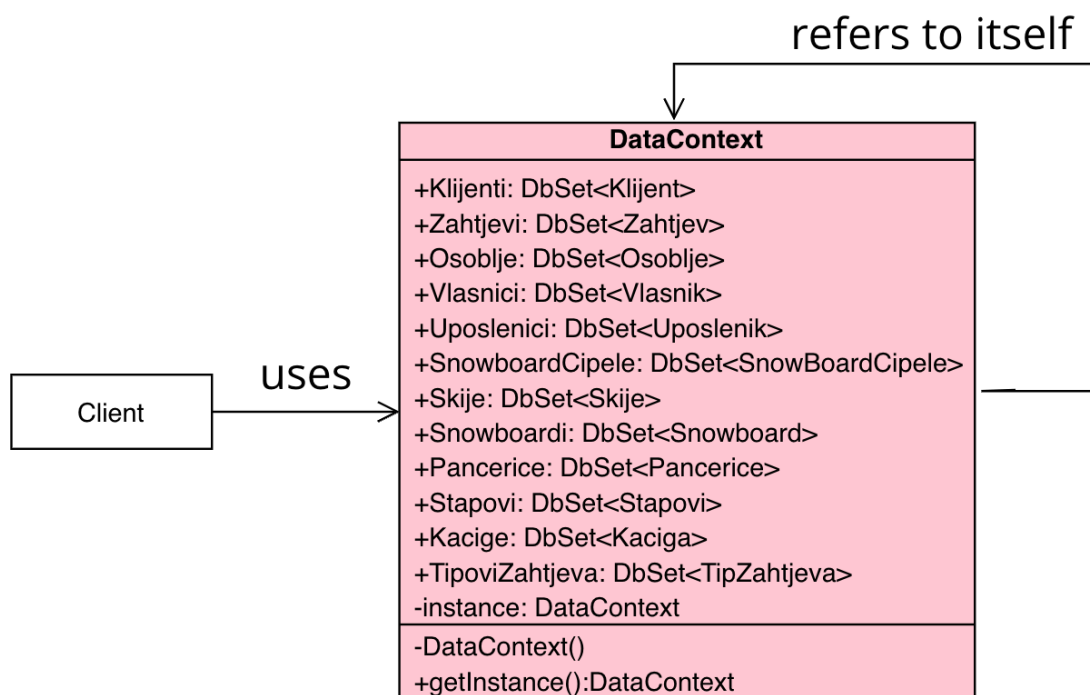 refers to itself
DataContext
+Klijenti: DbSet<Klijent>
+Zahtjevi: DbSet<Zahtjev>
+Osoblje: DbSet<Osoblje>
+Vlasnici: DbSet<Vlasnik>
+Uposlenici: DbSet<Uposlenik>
+SnowboardCipele: DbSet<SnowBoardCipele>
uses
Client
+Skije: DbSet<Skije>
+Snowboardi: DbSet<Snowboard>
+Pancerice: DbSet<Pancerice>
+Stapovi: DbSet<Stapovi>
+Kacige: DbSet<Kaciga>
+TipoviZahtjeva: DbSet<TipZahtjeva>
-instance: DataContext
-DataContext()
+getInstance():DataContext